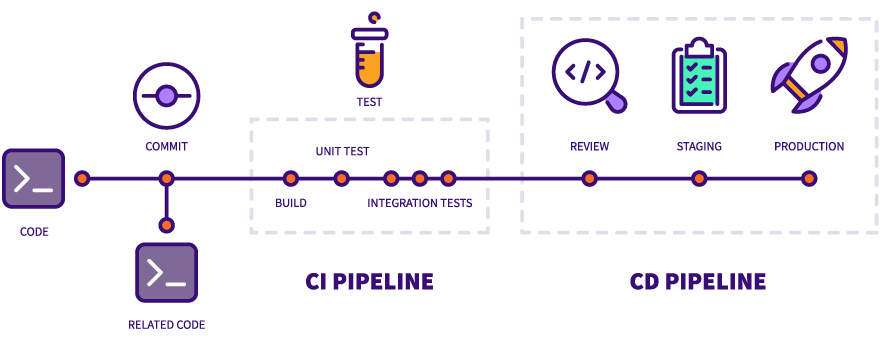 TEST
COMMIT
UNIT TEST
REVIEW
STAGING
PRODUCTION
BUILD
INTEGRATION TESTS
CODE
CI PIPELINE
CD PIPELINE
RELATED CODE